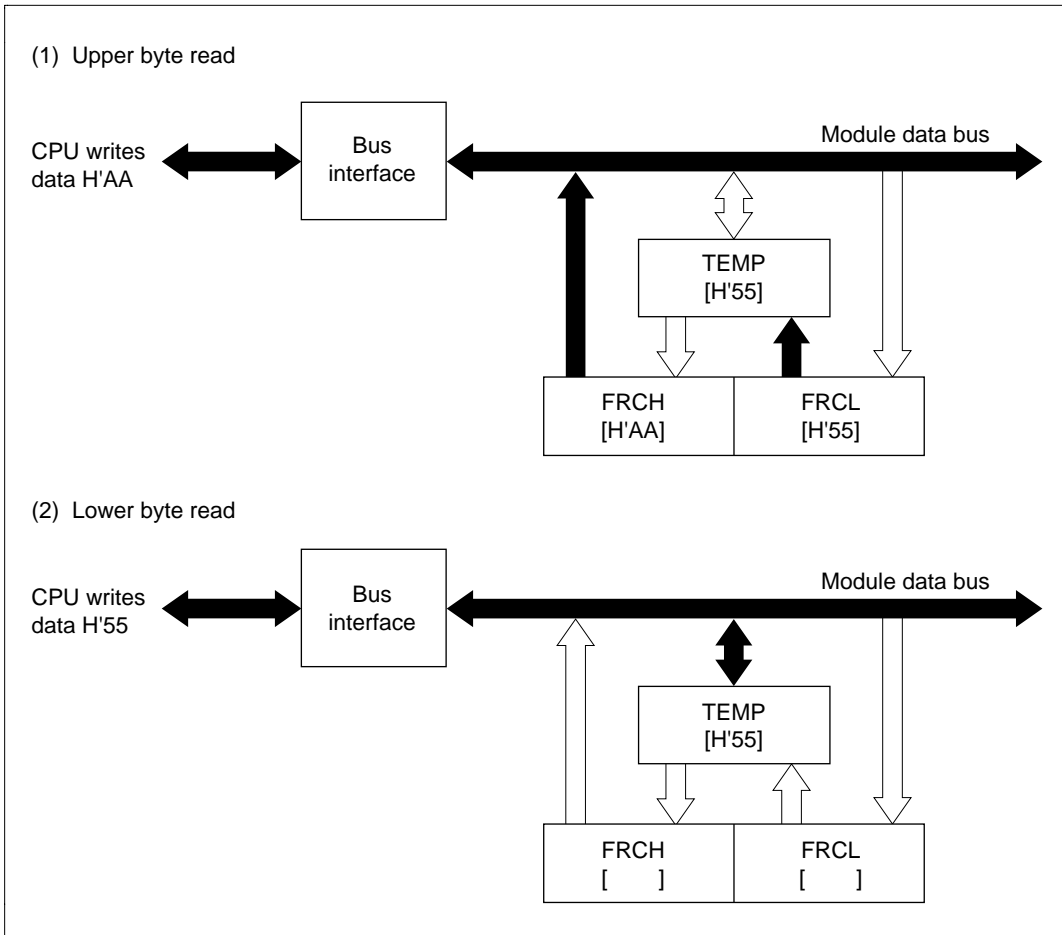 (1) Upper byte read
CPU writes
data H'AA
Bus
interface
Module data bus
TEMP
[H'55]
FRCH
[H'AA]
FRCL
[H'55]
(2) Lower byte read
CPU writes
data H'55
Bus
interface
Module data bus
TEMP
[H'55]
FRCH
[ ]
FRCL
[ ]